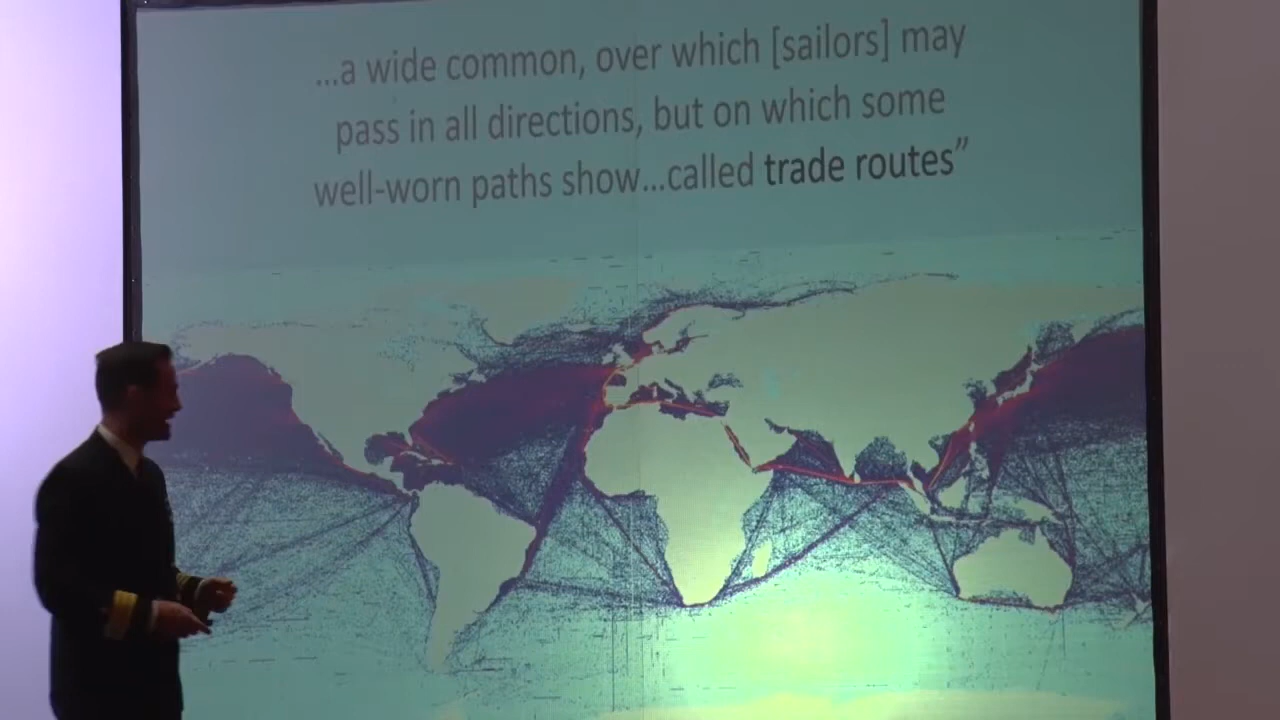 ...a wide common, over which [sailors] may
pass in all directions, but on which some
well-worn paths show...called trade routes”